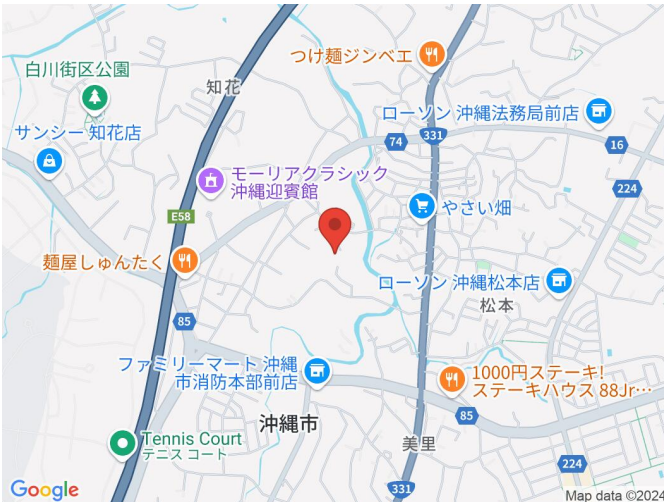 つけ麺ジンベエ
白川街区公園
知花
ローソン 沖縄法務局前店
サンシー 知花店
331
74
16
モーリアクラシック
沖縄迎賓館
224
やさい畑
E58
麺屋しゅんたく
ローソン 沖縄松本店
松本
85
ファミリーマート 沖縄
市消防本部前店
1000円ステーキ!
ステーキハウス 88Jr…
沖縄市
85
Tennis Court
テニス コート
美里
224
331
Google
Map data ©2024